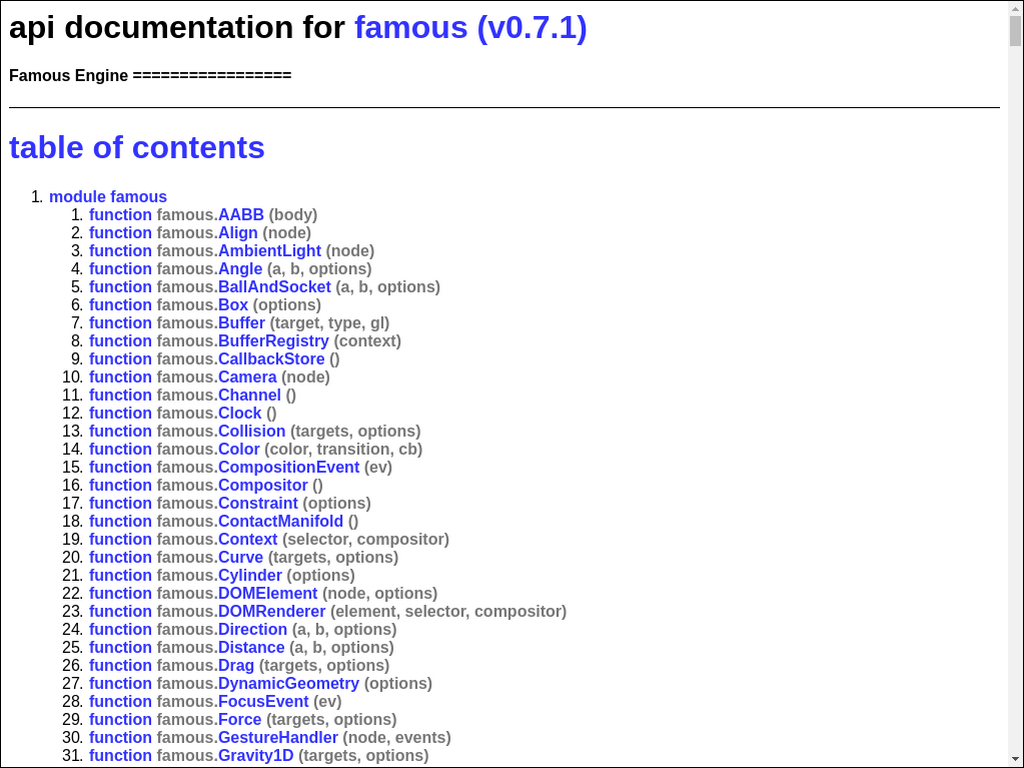 api documentation for famous (v0.7.1)
Famous Engine =================
table of contents
1. module famous
1. function famous.AABB (body)
2. function famous.Align (node)
3. function famous.AmbientLight (node)
4. function famous.Angle (a, b, options)
5. function famous.BallAndSocket (a, b, options)
6. function famous.Box (options)
7. function famous.Buffer (target, type, gl)
8. function famous.BufferRegistry (context)
9. function famous.CallbackStore ()
10. function famous.Camera (node)
11. function famous.Channel ()
12. function famous.Clock ()
13. function famous.Collision (targets, options)
14. function famous.Color (color, transition, cb)
15. function famous.CompositionEvent (ev)
16. function famous.Compositor ()
17. function famous.Constraint (options)
18. function famous.ContactManifold ()
19. function famous.Context (selector, compositor)
20. function famous.Curve (targets, options)
21. function famous.Cylinder (options)
22. function famous.DOMElement (node, options)
23. function famous.DOMRenderer (element, selector, compositor)
24. function famous.Direction (a, b, options)
25. function famous.Distance (a, b, options)
26. function famous.Drag (targets, options)
27. function famous.DynamicGeometry (options)
28. function famous.FocusEvent (ev)
29. function famous.Force (targets, options)
30. function famous.GestureHandler (node, events)
31. function famous.Gravity1D (targets, options)